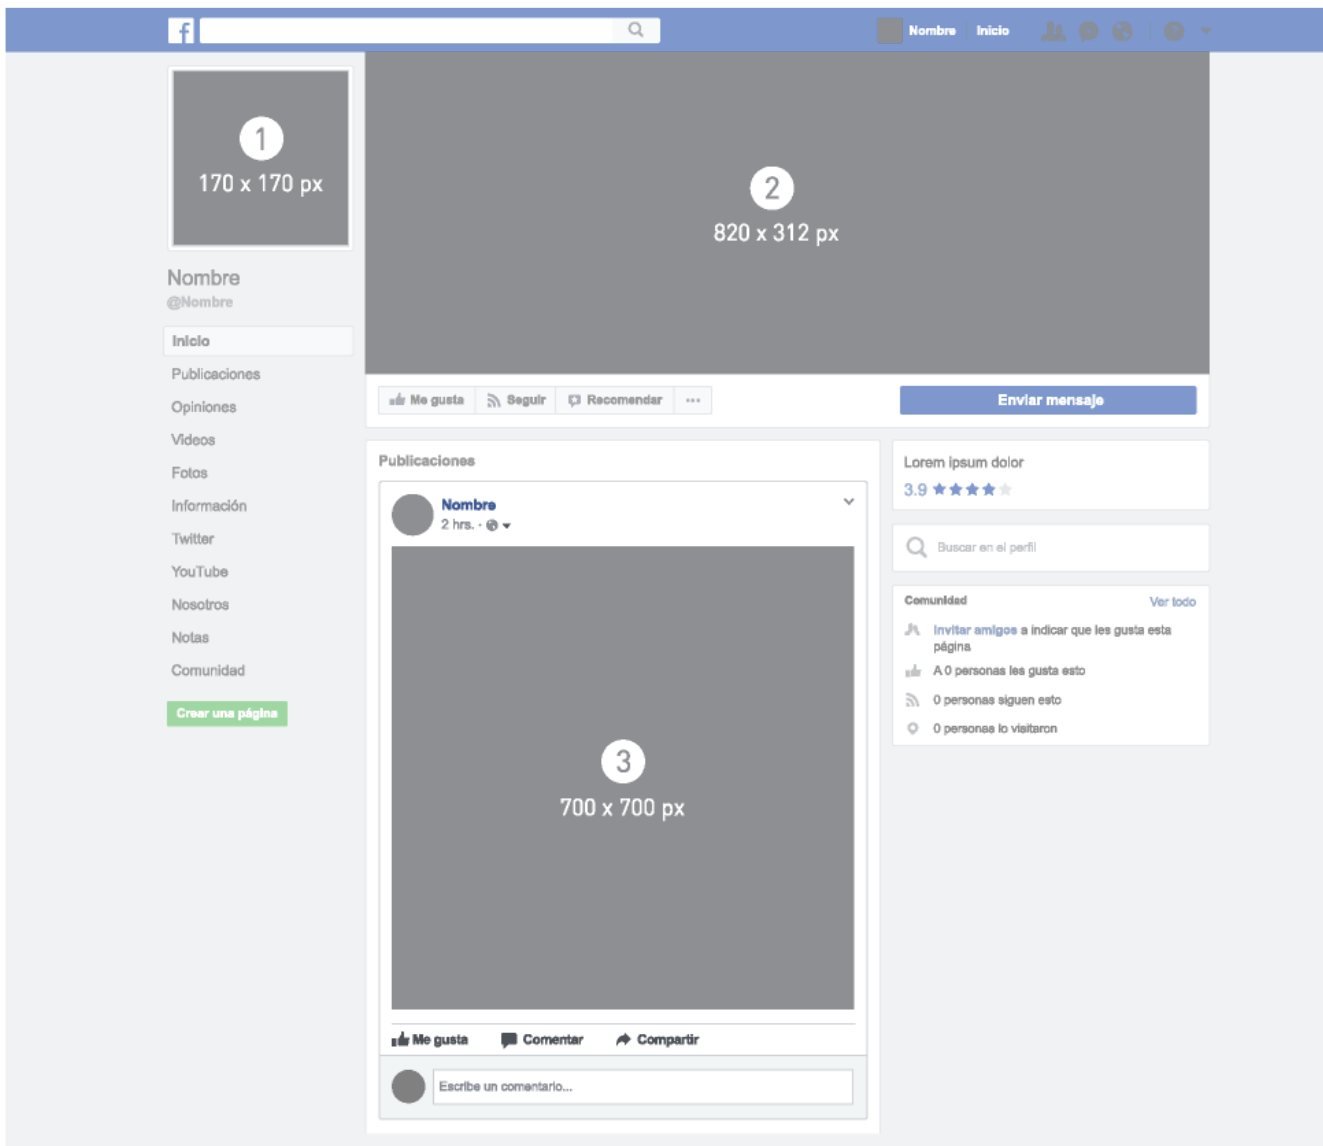 f
Nombre Inicio
1
170 x 170 px
2
820 x 312 px
Nombre
@Nombre
Inicio
Publicaciones
Opiniones
Videos
Fotos
Información
Twitter
YouTube
Nosotros
Notas
Comunidad
Crear una página
Me gusta Seguir Recomendar ...
Enviar mensaje
Publicaciones
Nombre
2 hrs. ·
3
700 x 700 px
Me gusta Comentar Compartir
Escribe un comentario...
Lorem ipsum dolor
3.9
Buscar en el perfil
Comunidad Ver todo
Invitar amigos a indicar que les gusta esta
página
A 0 personas les gusta esto
0 personas siguen esto
0 personas lo visitaron